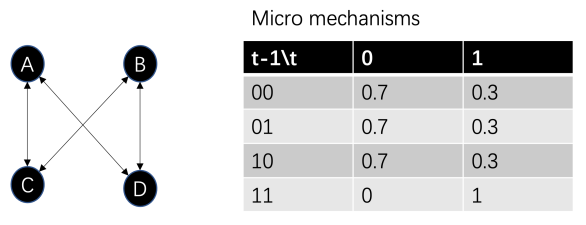 Micro mechanisms
A B
C D
t-1\t 0 1
00 0.7 0.3
01 0.7 0.3
10 0.7 0.3
11 0 1